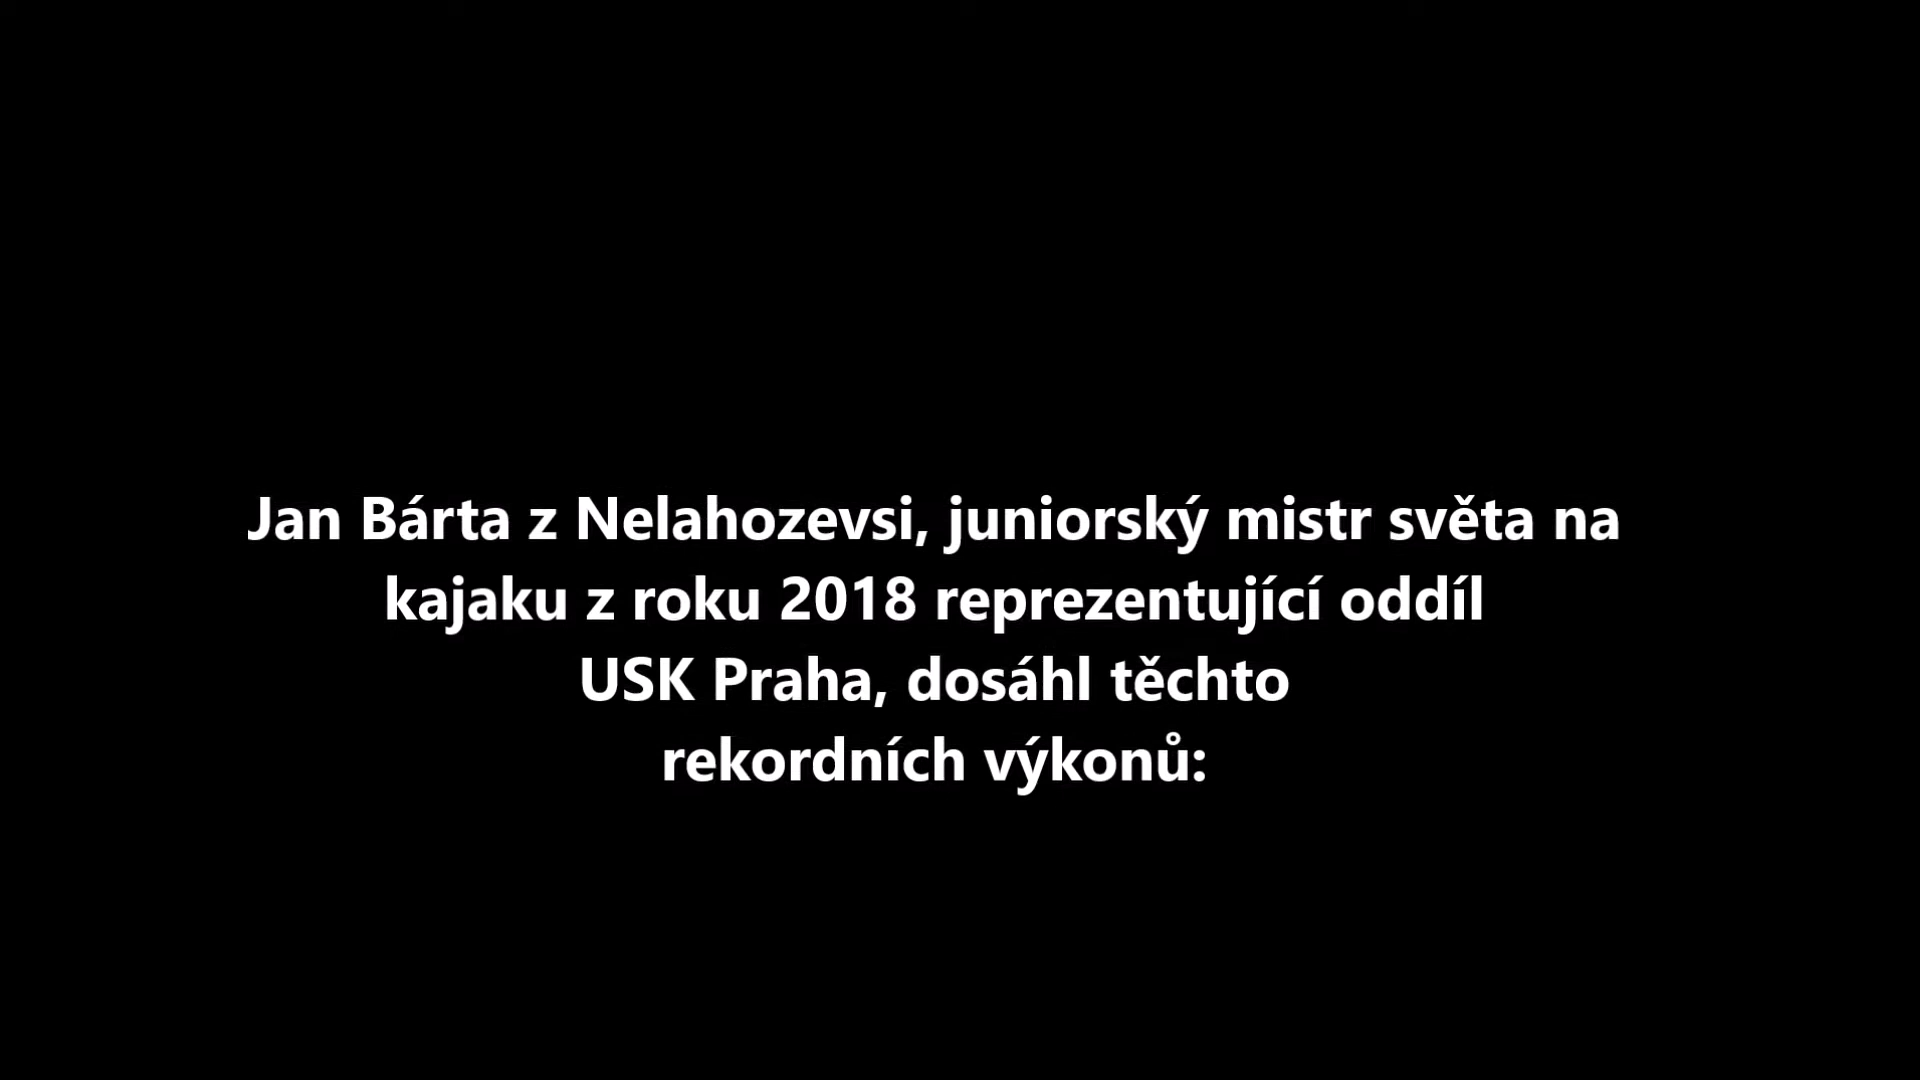 Jan Bárta z Nelahozevsi, juniorský mistr světa na
kajaku z roku 2018 reprezentující oddíl
USK Praha, dosáhl těchto
rekordních výkonů: